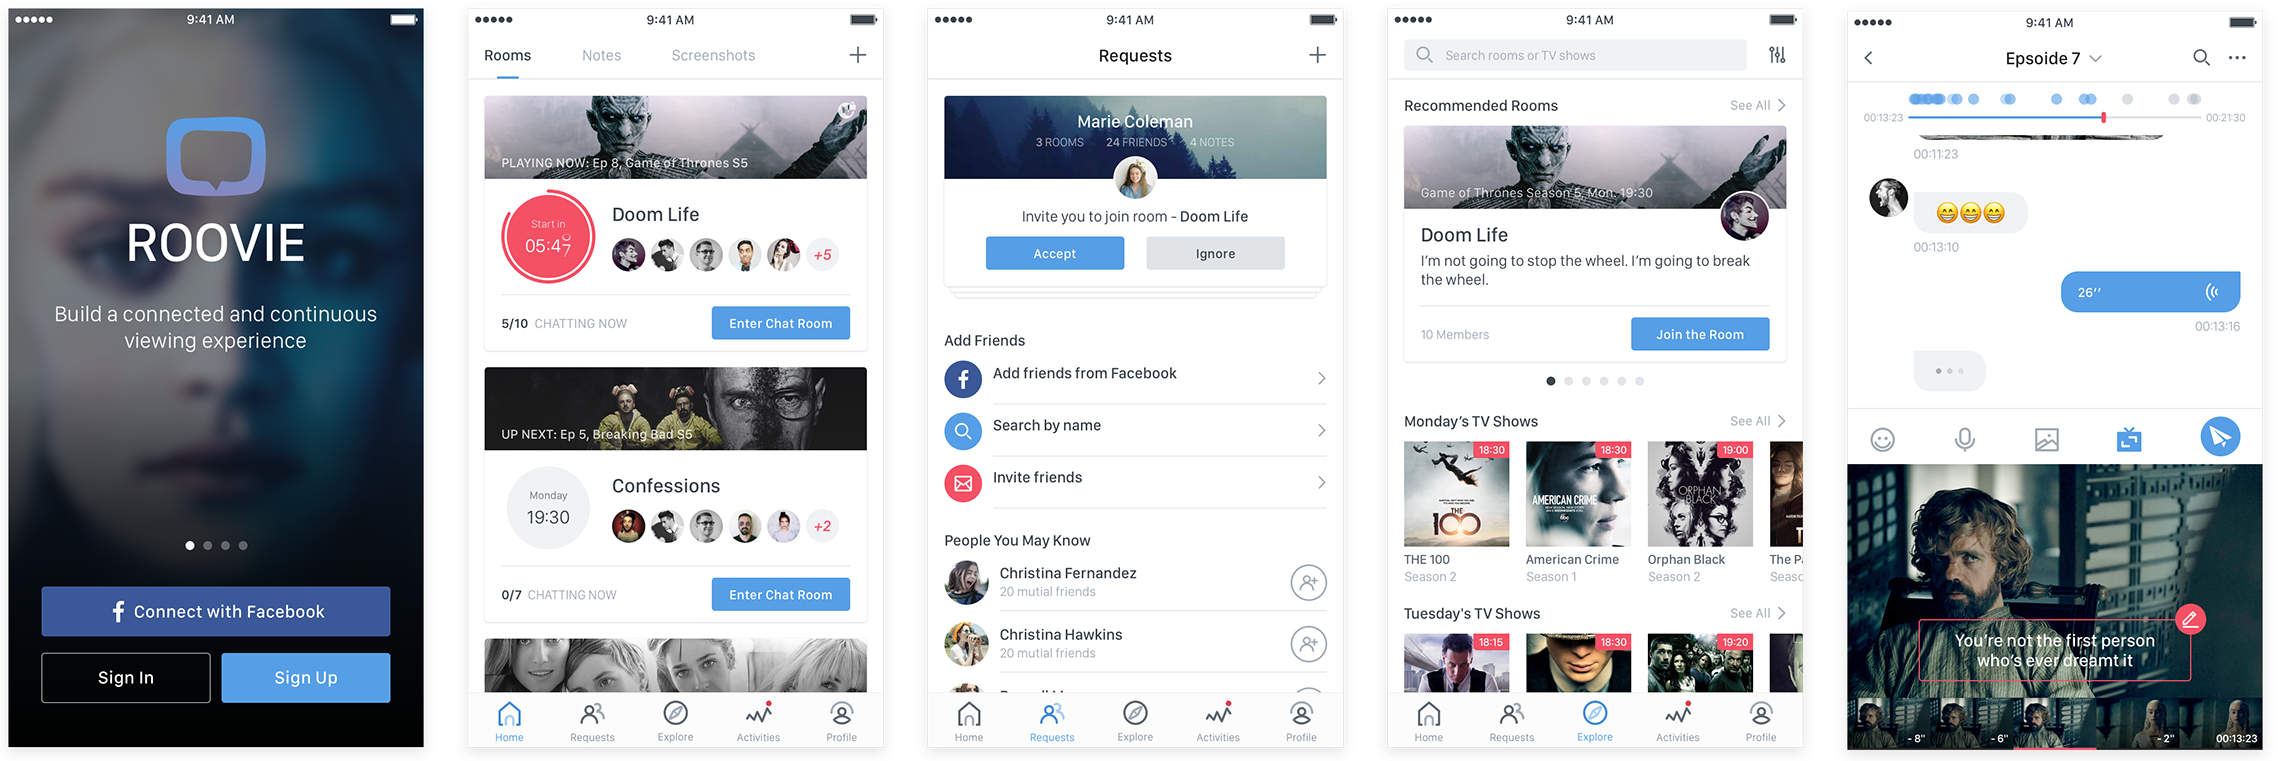 9:41 AM
ROOVIE
Build a connected and continuous
viewing experience
Connect with Facebook
Sign In
Sign Up
9:41 AM
Rooms
Notes
Screenshots
PLAYING NOW: Ep 8, Game of Thrones S5
Start in
05:4
Doom Life
+5
5/10 CHATTING NOW
Enter Chat Room
UP NEXT: Ep 5, Breaking Bad S5
Monday
19:30
Confessions
+2
0/7 CHATTING NOW
Enter Chat Room
Home
Requests
Explore
Activities
Profile
9:41 AM
Requests
Marie Coleman
3 ROOMS
24 FRIENDS
4 NOTES
Invite you to join room - Doom Life
Accept
Ignore
Add Friends
Add friends from Facebook
Search by name
Invite friends
People You May Know
Christina Fernandez
20 mutial friends
Christina Hawkins
20 mutial friends
Home
Requests
Explore
Activities
Profile
9:41 AM
Search rooms or TV shows
Recommended Rooms
See All
Game of Thrones Season 5, Mon. 19:30
Doom Life
I'm not going to stop the wheel. I'm going to break
the wheel.
10 Members
Join the Room
Monday's TV Shows
See All
18:30
THE 100
THE 100
Season 2
18:30
AMERICAN CRIME
abc
American Crime
Season 1
19:00
ORPHAN
BLACK
Orphan Black
Season 2
The
Tuesday's TV Shows
See All
18:15
18:30
19:20
Home
Requests
Explore
Activities
Profile
9:41 AM
Epsoide 7
00:13:23
00:21:30
00:11:23
00:13:10
26’’
00:13:16
You're not the first person
who's ever dreamt it
- 8"
- 6"
- 2"
00:13:23